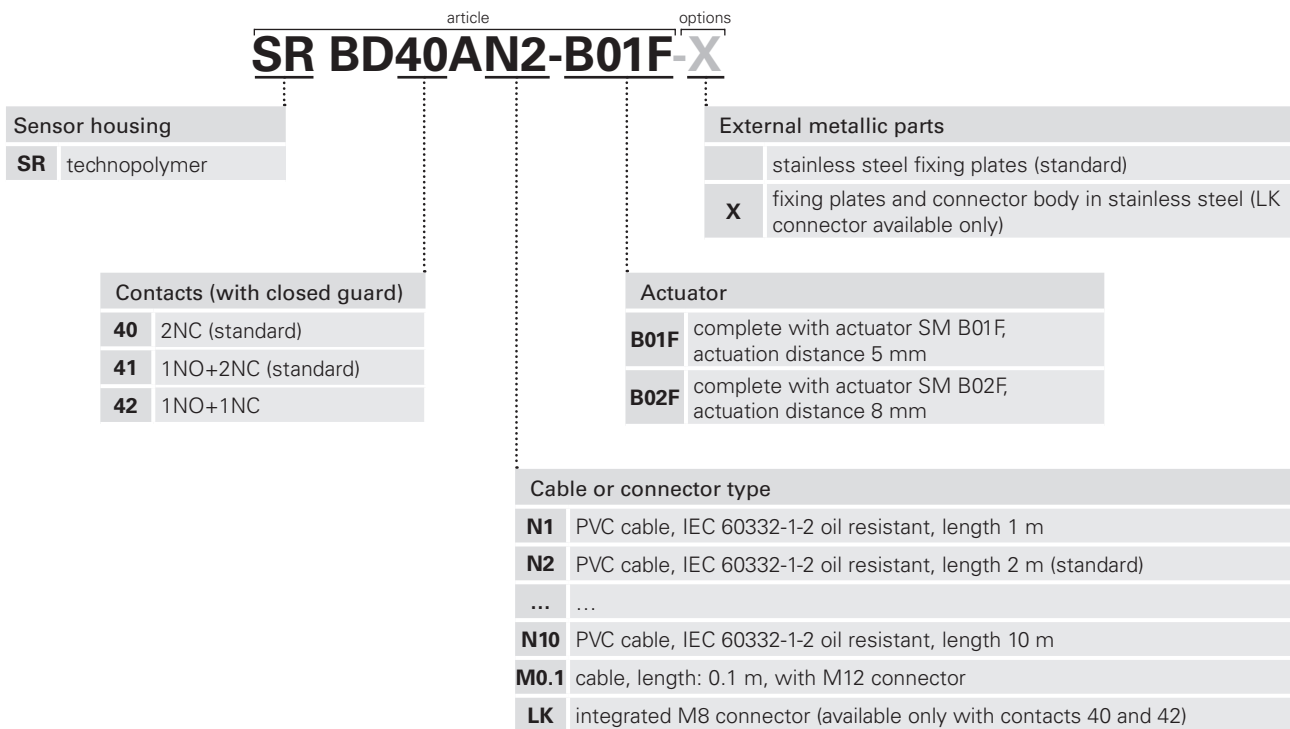 article options
SR BD40AN2-B01F-X
Sensor housing
SR technopolymer
External metallic parts
stainless steel fixing plates (standard)
X fixing plates and connector body in stainless steel (LK
connector available only)
Contacts (with closed guard)
40 2NC (standard)
41 1NO+2NC (standard)
42 1NO+1NC
Actuator
B01F complete with actuator SM B01F,
actuation distance 5 mm
B02F complete with actuator SM B02F,
actuation distance 8 mm
Cable or connector type
N1 PVC cable, IEC 60332-1-2 oil resistant, length 1 m
N2 PVC cable, IEC 60332-1-2 oil resistant, length 2 m (standard)
... ...
N10 PVC cable, IEC 60332-1-2 oil resistant, length 10 m
M0.1 cable, length: 0.1 m, with M12 connector
LK integrated M8 connector (available only with contacts 40 and 42)